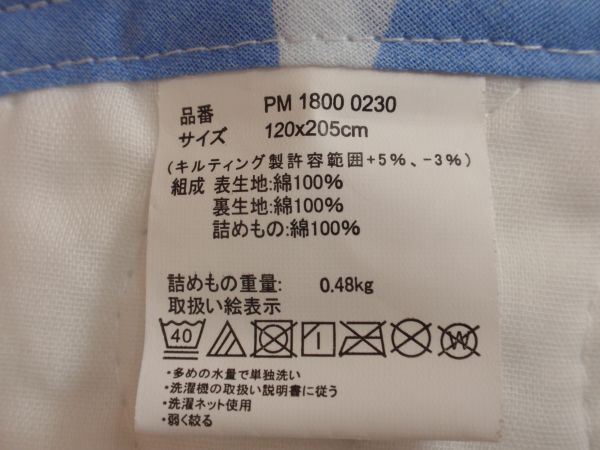 品番 PM 1800 0230
サイズ 120x205cm
(キルティング製許容範囲+5%、-3%)
組成 表生地:綿100%
裏生地:綿100%
詰めもの:綿100%
詰めもの重量: 0.48kg
取扱い絵表示
40 W
・多めの水量で単独洗い
・洗濯機の取扱い説明書に従う
・洗濯ネット使用
・弱く絞る